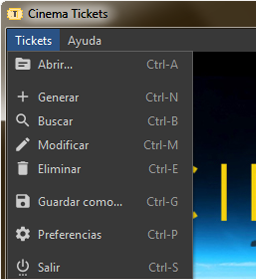 T Cinema Tickets
Tickets Ayuda
Abrir... Ctrl-A
Generar Ctrl-N
Buscar Ctrl-B
Modificar Ctrl-M
Eliminar Ctrl-E
Guardar como... Ctrl-G
Preferencias Ctrl-P
Salir Ctrl-S